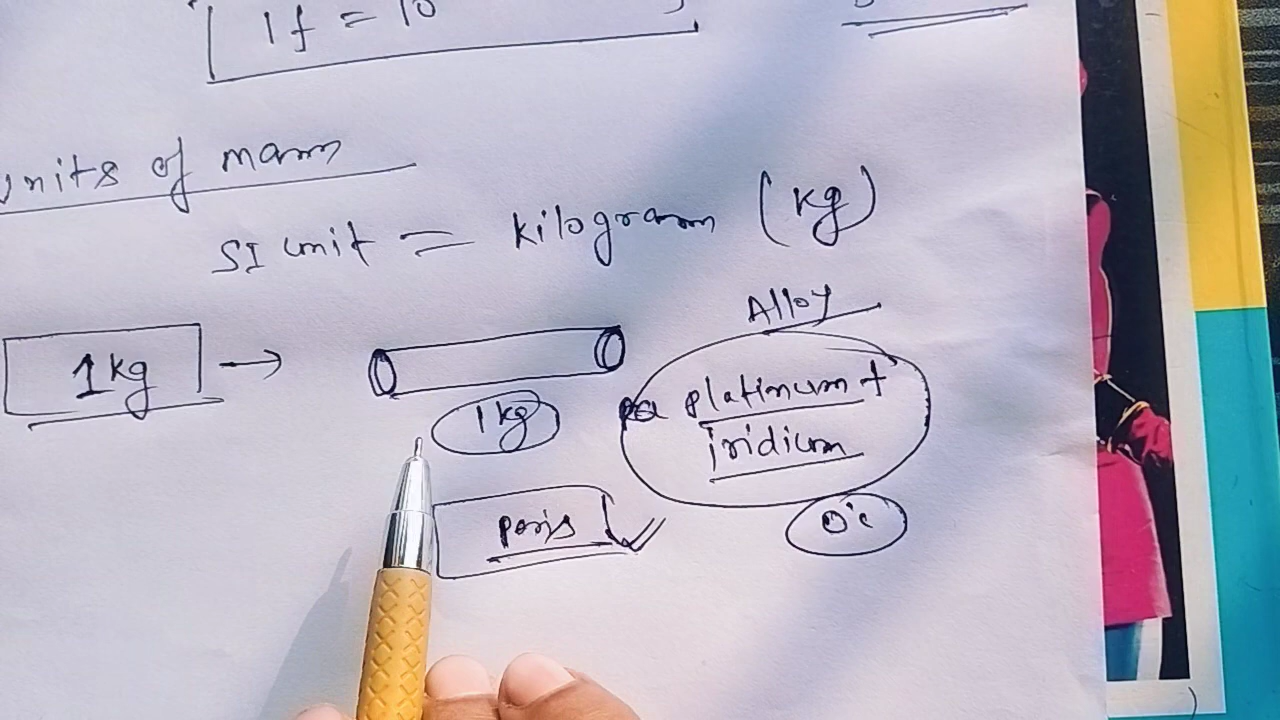 1f = 10
units of mass
SI unit = kilogram (kg)
Alloy
1kg →
1kg
platinum +
iridium
paris
0°c